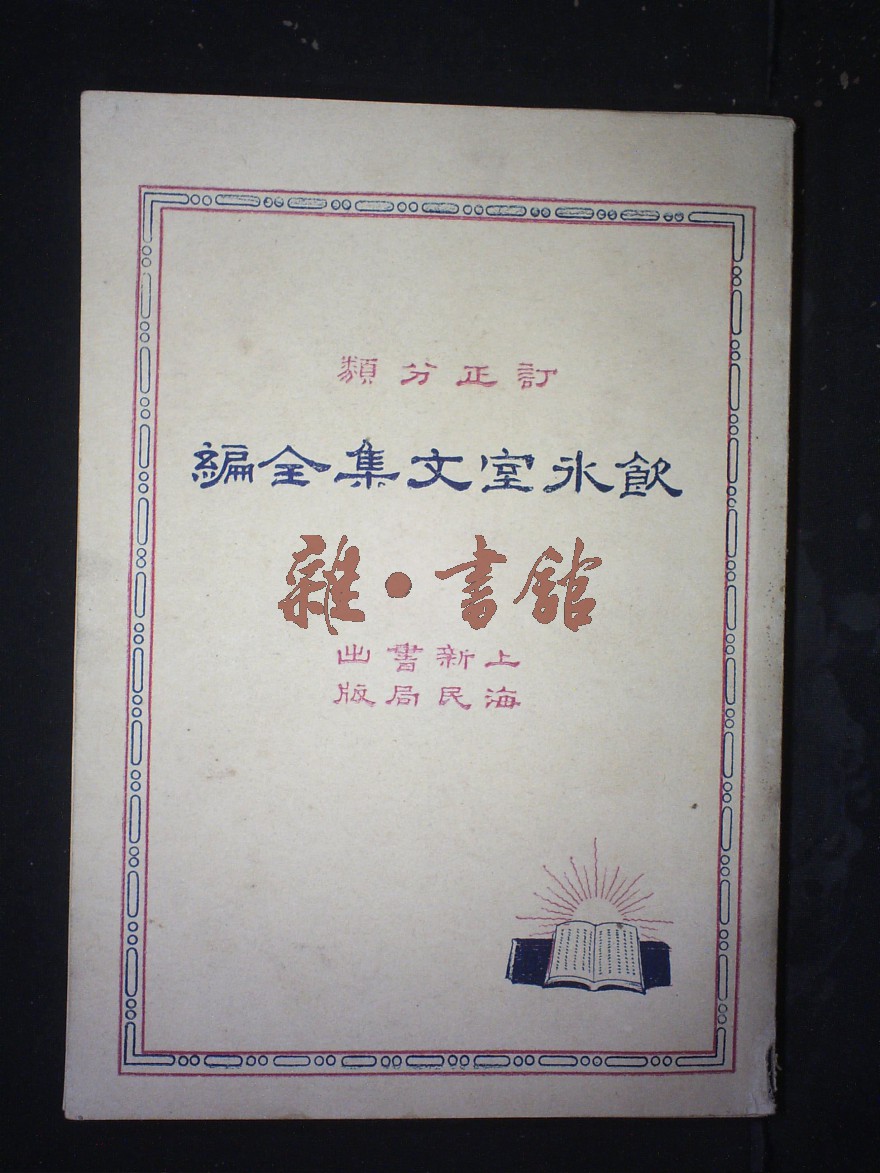 訂正分類
飲氷室文集全編
雜·書館
上海新民書局出版